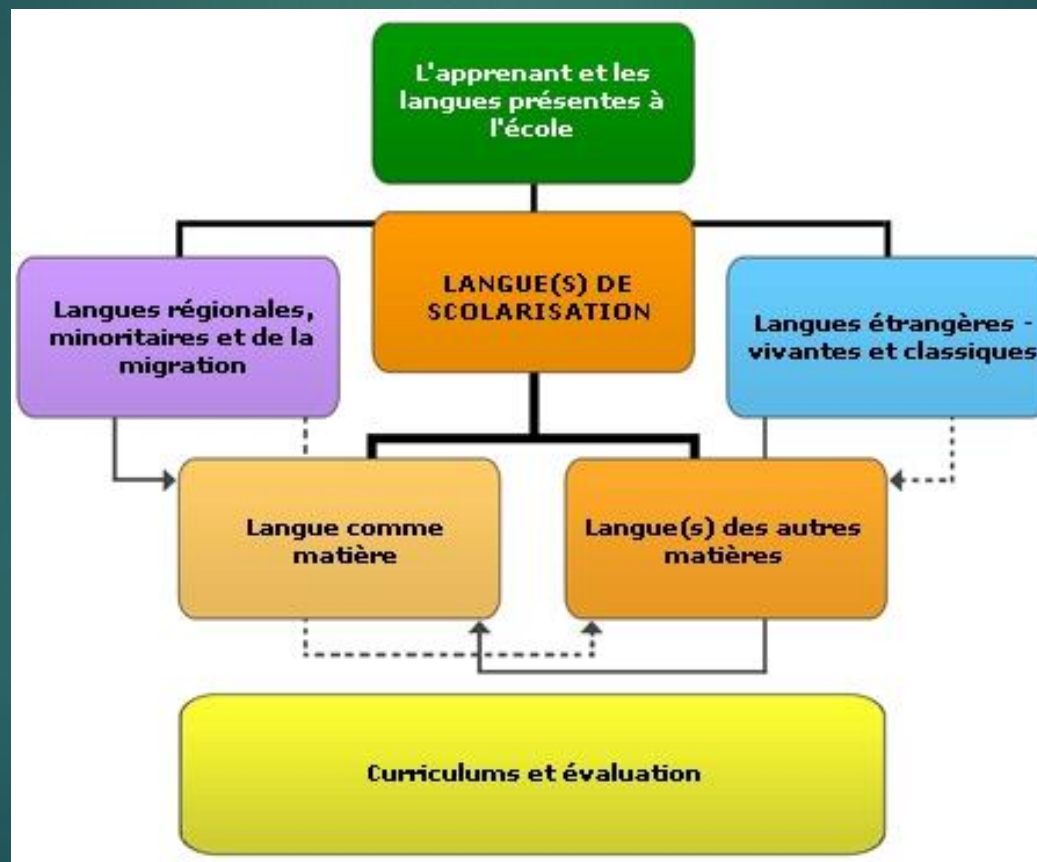 L'apprenant et les
langues présentes à
l'école
LANGUE(S) DE
SCOLARISATION
Langues régionales,
minoritaires et de la
migration
Langues étrangères -
vivantes et classiques
Langue comme
matière
Langue(s) des autres
matières
Curriculums et évaluation